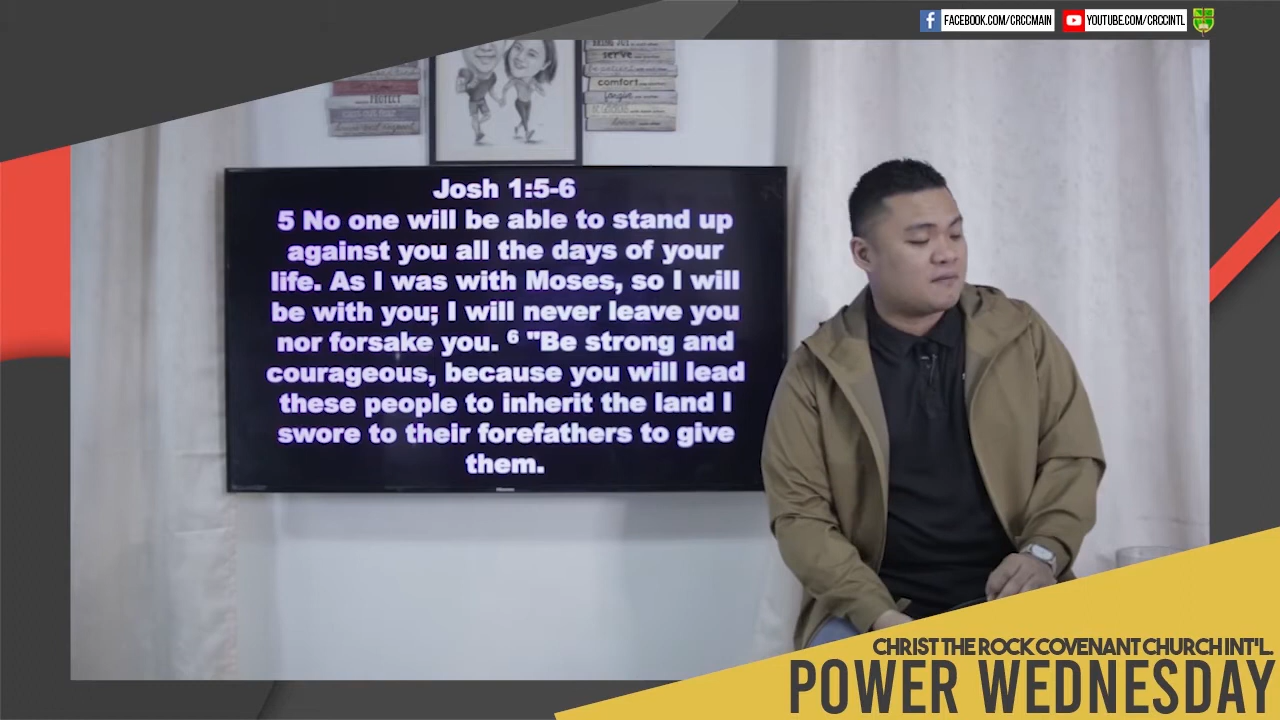 FACEBOOK.COM/CRCCMAIN
YOUTUBE.COM/CRCCINTL
serve
comfort
forgive
PROTECT
Josh 1:5-6
5 No one will be able to stand up
against you all the days of your
life. As I was with Moses, so I will
be with you; I will never leave you
nor forsake you. ⁶ "Be strong and
courageous, because you will lead
these people to inherit the land I
swore to their forefathers to give
them.
Hisense
CHRIST THE ROCK COVENANT CHURCH INT'L.
POWER WEDNESDAY